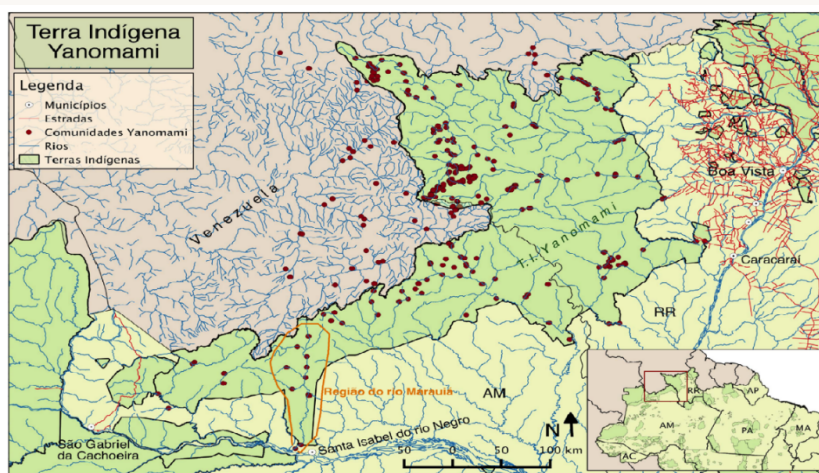 Terra Indígena
Yanomami
Legenda
Municípios
Estradas
Comunidades Yanomami
Rios
Terras Indígenas
Venezuela
T.I. Yanomami
Boa Vista
Caracaraí
RR
AM
Região do rio Marauia
São Gabriel
da Cachoeira
Santa Isabel do rio Negro
N
50 0 50 100 km
RR
AP
AM
PA
MA
AC